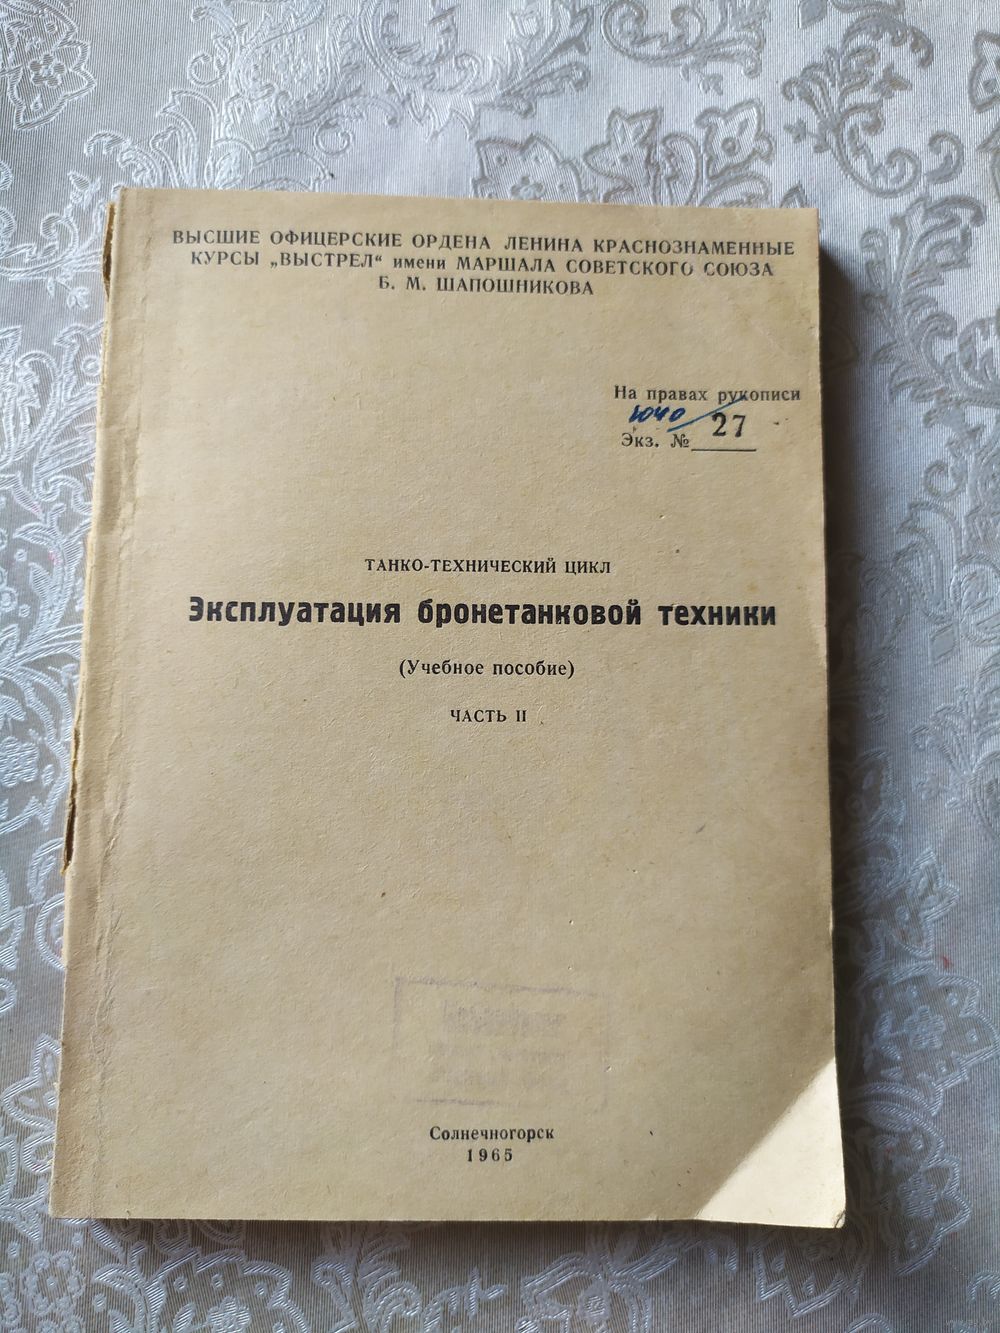 ВЫСШИЕ ОФИЦЕРСКИЕ ОРДЕНА ЛЕНИНА КРАСНОЗНАМЕННЫЕ
КУРСЫ „ВЫСТРЕЛ“ имени МАРШАЛА СОВЕТСКОГО СОЮЗА
Б. М. ШАПОШНИКОВА
На правах рукописи
Экз. № 27
ТАНКО-ТЕХНИЧЕСКИЙ ЦИКЛ
Эксплуатация бронетанковой техники
(Учебное пособие)
ЧАСТЬ II
Солнечногорск
1965